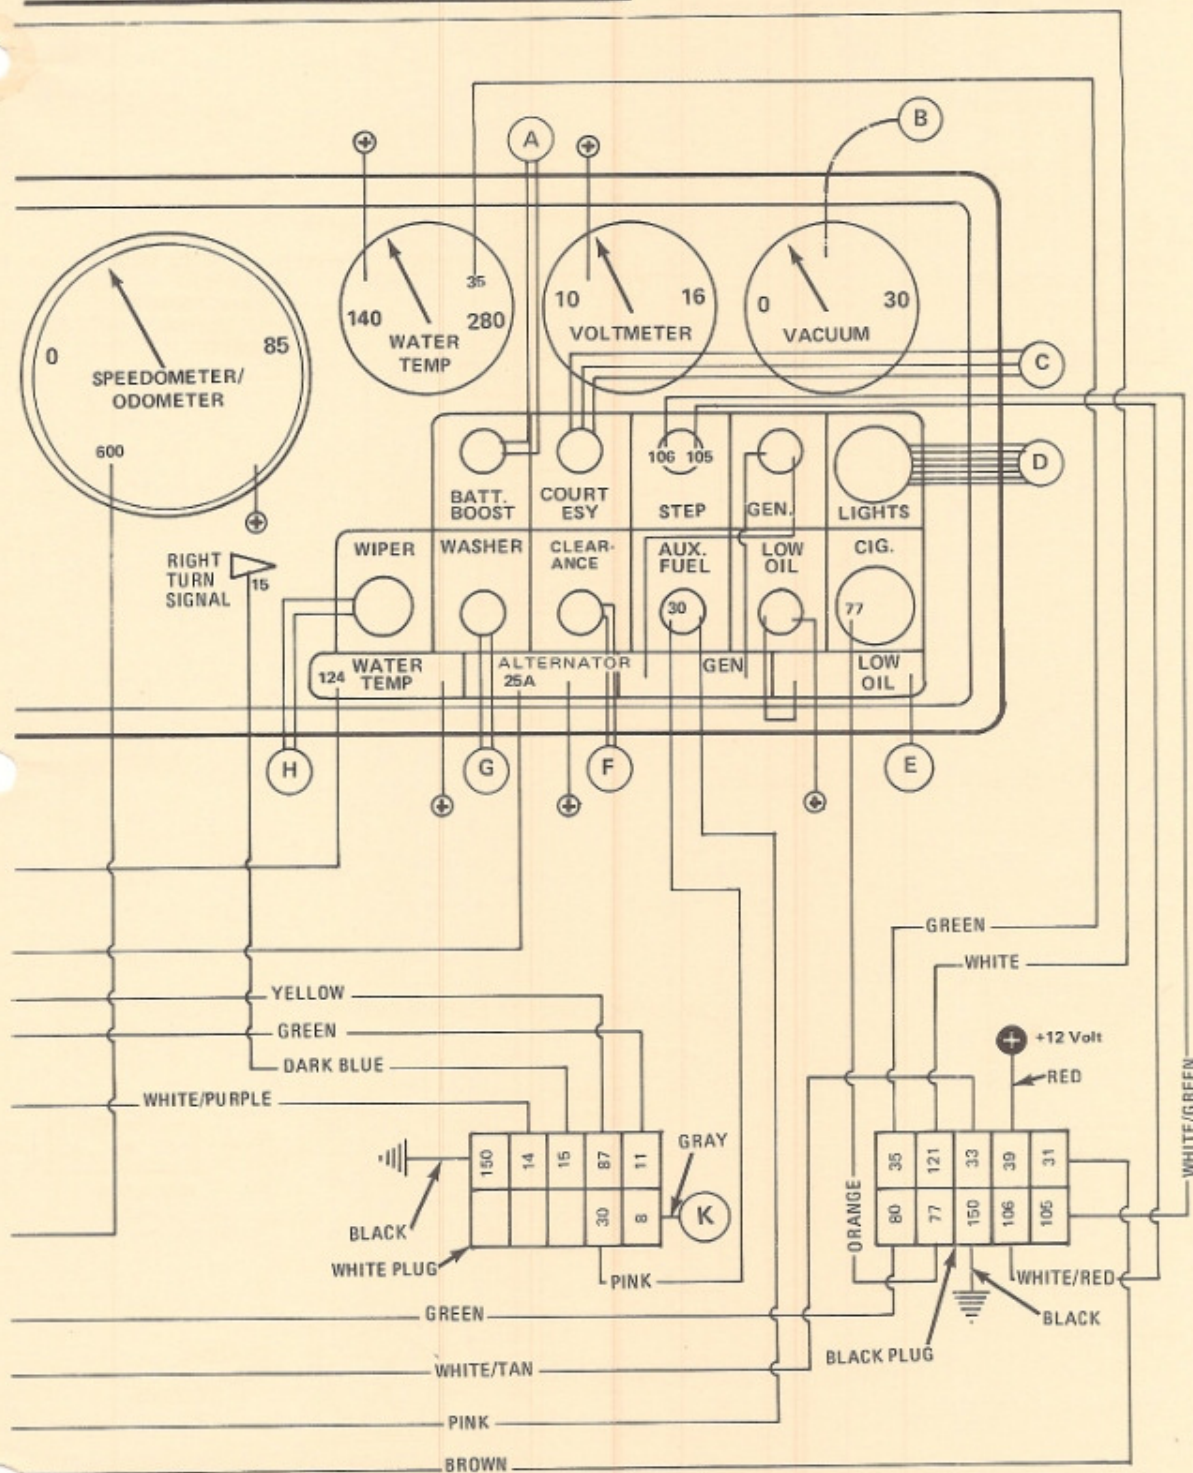 A
B
35
140
280
WATER
TEMP
10
16
VOLTMETER
0
30
VACUUM
C
0
85
SPEEDOMETER/
ODOMETER
600
106 105
D
BATT.
BOOST
COURT
ESY
STEP
GEN.
LIGHTS
RIGHT
TURN
SIGNAL
15
WIPER
WASHER
CLEAR-
ANCE
AUX.
FUEL
LOW
OIL
CIG.
30
77
124
WATER
TEMP
ALTERNATOR
25A
GEN
LOW
OIL
H
G
F
E
GREEN
WHITE
YELLOW
GREEN
DARK BLUE
WHITE/PURPLE
+12 Volt
RED
WHITE/GREEN
150
14
15
87
11
30
8
GRAY
K
BLACK
WHITE PLUG
PINK
ORANGE
35
121
33
39
31
80
77
150
106
105
WHITE/RED
BLACK
BLACK PLUG
GREEN
WHITE/TAN
PINK
BROWN